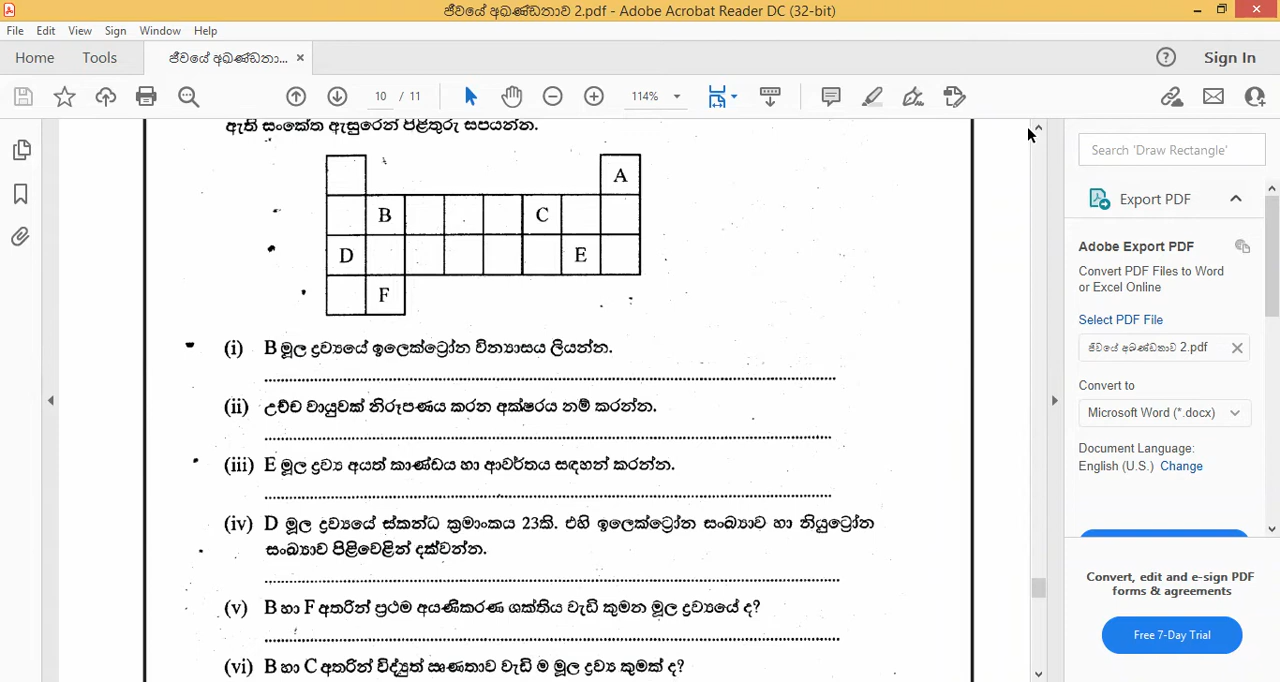 ජීවයේ අඛණ්ඩතාව 2.pdf - Adobe Acrobat Reader DC (32-bit)
File Edit View Sign Window Help
Home Tools ජීවයේ අඛණ්ඩතා... × Sign In
10 / 11 114%
ඇති සංකේත ඇසුරෙන් පිළිතුරු සපයන්න.
A
B C
D E
F
(i) B මූල ද්‍රව්‍යයේ ඉලෙක්ට්‍රෝන වින්‍යාසය ලියන්න.
(ii) උච්ච වායුවක් නිරූපණය කරන අක්ෂරය නම් කරන්න.
(iii) E මූල ද්‍රව්‍ය අයත් කාණ්ඩය හා ආවර්තය සඳහන් කරන්න.
(iv) D මූල ද්‍රව්‍යයේ ස්කන්ධ ක්‍රමාංකය 23කි. එහි ඉලෙක්ට්‍රෝන සංඛ්‍යාව හා නියුට්‍රෝන
සංඛ්‍යාව පිළිවෙළින් දක්වන්න.
(v) B හා F අතරින් ප්‍රථම අයණීකරණ ශක්තිය වැඩි කුමන මූල ද්‍රව්‍යයේ ද?
(vi) B හා C අතරින් විද්‍යුත් ඍණතාව වැඩි ම මූල ද්‍රව්‍ය කුමක් ද?
Search 'Draw Rectangle'
Export PDF
Adobe Export PDF
Convert PDF Files to Word
or Excel Online
Select PDF File
ජීවයේ අඛණ්ඩතාව 2.pdf
Convert to
Microsoft Word (*.docx)
Document Language:
English (U.S.) Change
Convert, edit and e-sign PDF
forms & agreements
Free 7-Day Trial